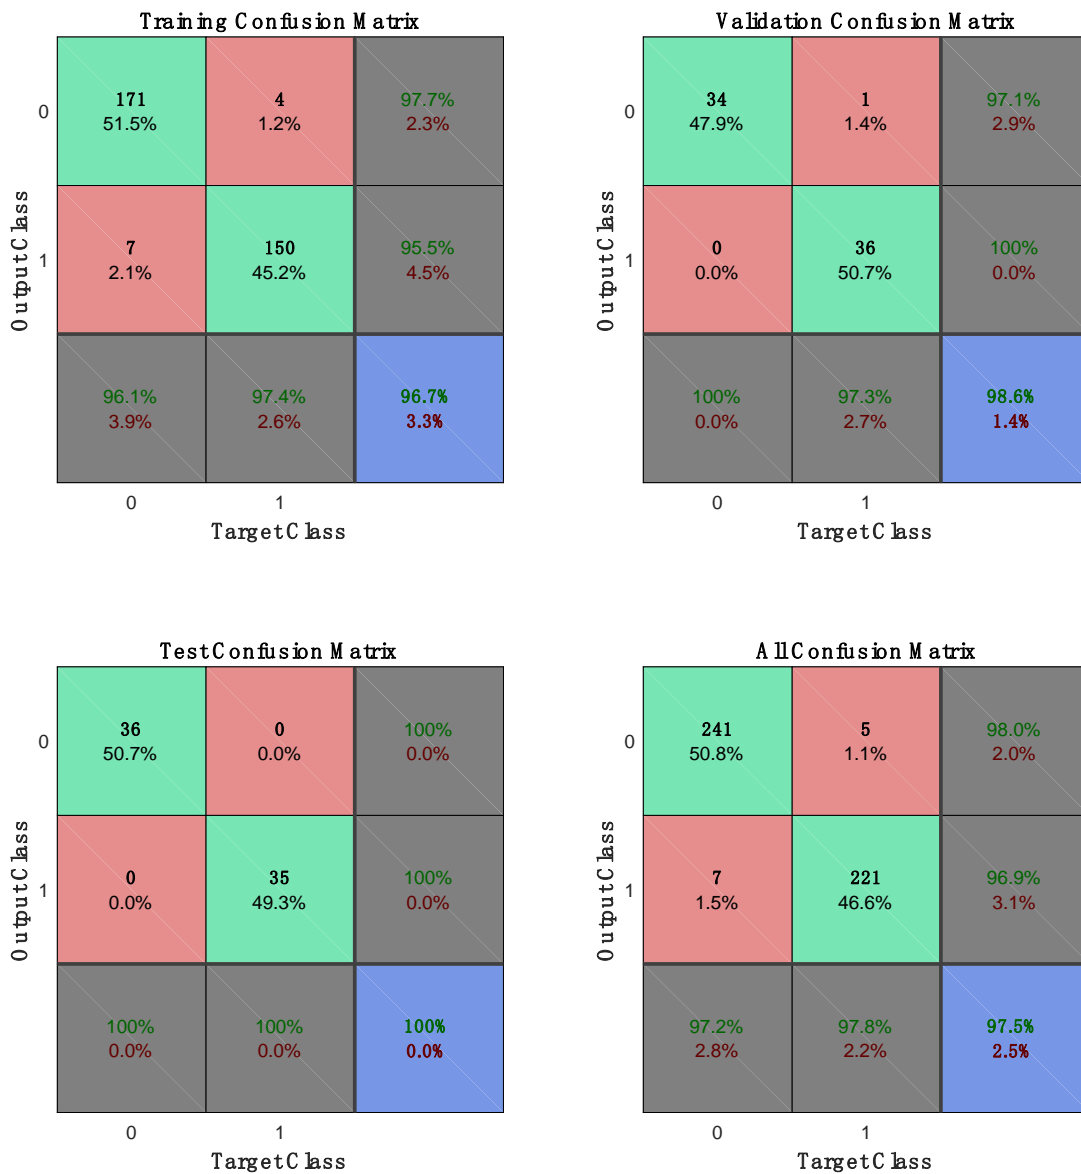 Training Confusion Matrix
171 4 97.7%
0
51.5% 1.2% 2.3%
7 150 95.5%
1
2.1% 45.2% 4.5%
96.1% 97.4% 96.7%
3.9% 2.6% 3.3%
0 1
Target Class
Output Class
Validation Confusion Matrix
34 1 97.1%
0
47.9% 1.4% 2.9%
0 36 100%
1
0.0% 50.7% 0.0%
100% 97.3% 98.6%
0.0% 2.7% 1.4%
0 1
Target Class
Output Class
Test Confusion Matrix
36 0 100%
0
50.7% 0.0% 0.0%
0 35 100%
1
0.0% 49.3% 0.0%
100% 100% 100%
0.0% 0.0% 0.0%
0 1
Target Class
Output Class
All Confusion Matrix
241 5 98.0%
0
50.8% 1.1% 2.0%
7 221 96.9%
1
1.5% 46.6% 3.1%
97.2% 97.8% 97.5%
2.8% 2.2% 2.5%
0 1
Target Class
Output Class